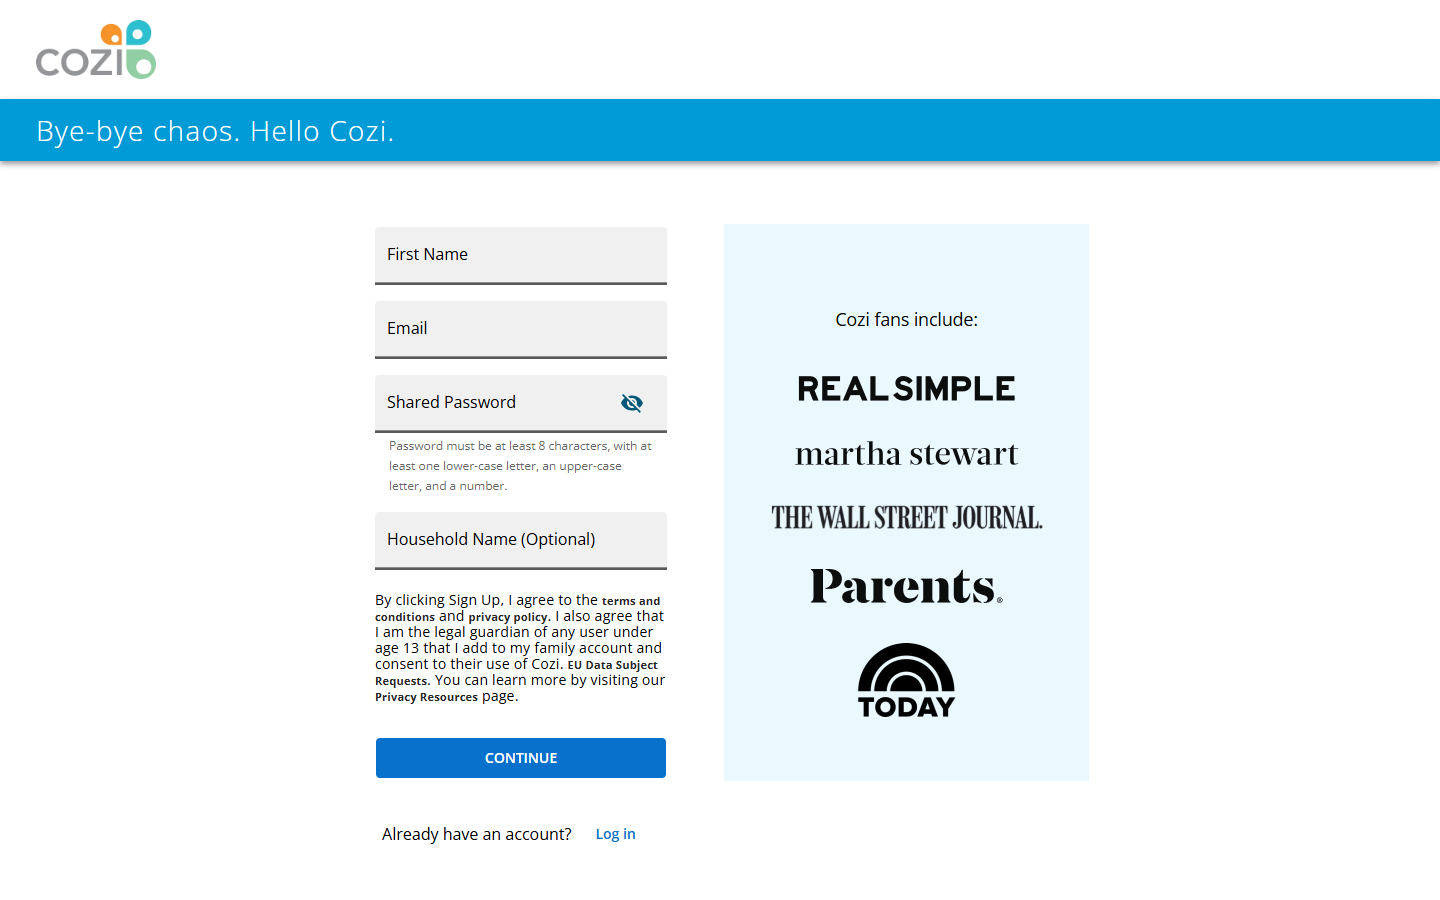 cozi
Bye-bye chaos. Hello Cozi.
First Name
Email
Shared Password
Password must be at least 8 characters, with at
least one lower-case letter, an upper-case
letter, and a number.
Household Name (Optional)
By clicking Sign Up, I agree to the terms and
conditions and privacy policy. I also agree that
I am the legal guardian of any user under
age 13 that I add to my family account and
consent to their use of Cozi. EU Data Subject
Requests. You can learn more by visiting our
Privacy Resources page.
CONTINUE
Already have an account? Log in
Cozi fans include:
REAL SIMPLE
martha stewart
THE WALL STREET JOURNAL.
Parents®
TODAY